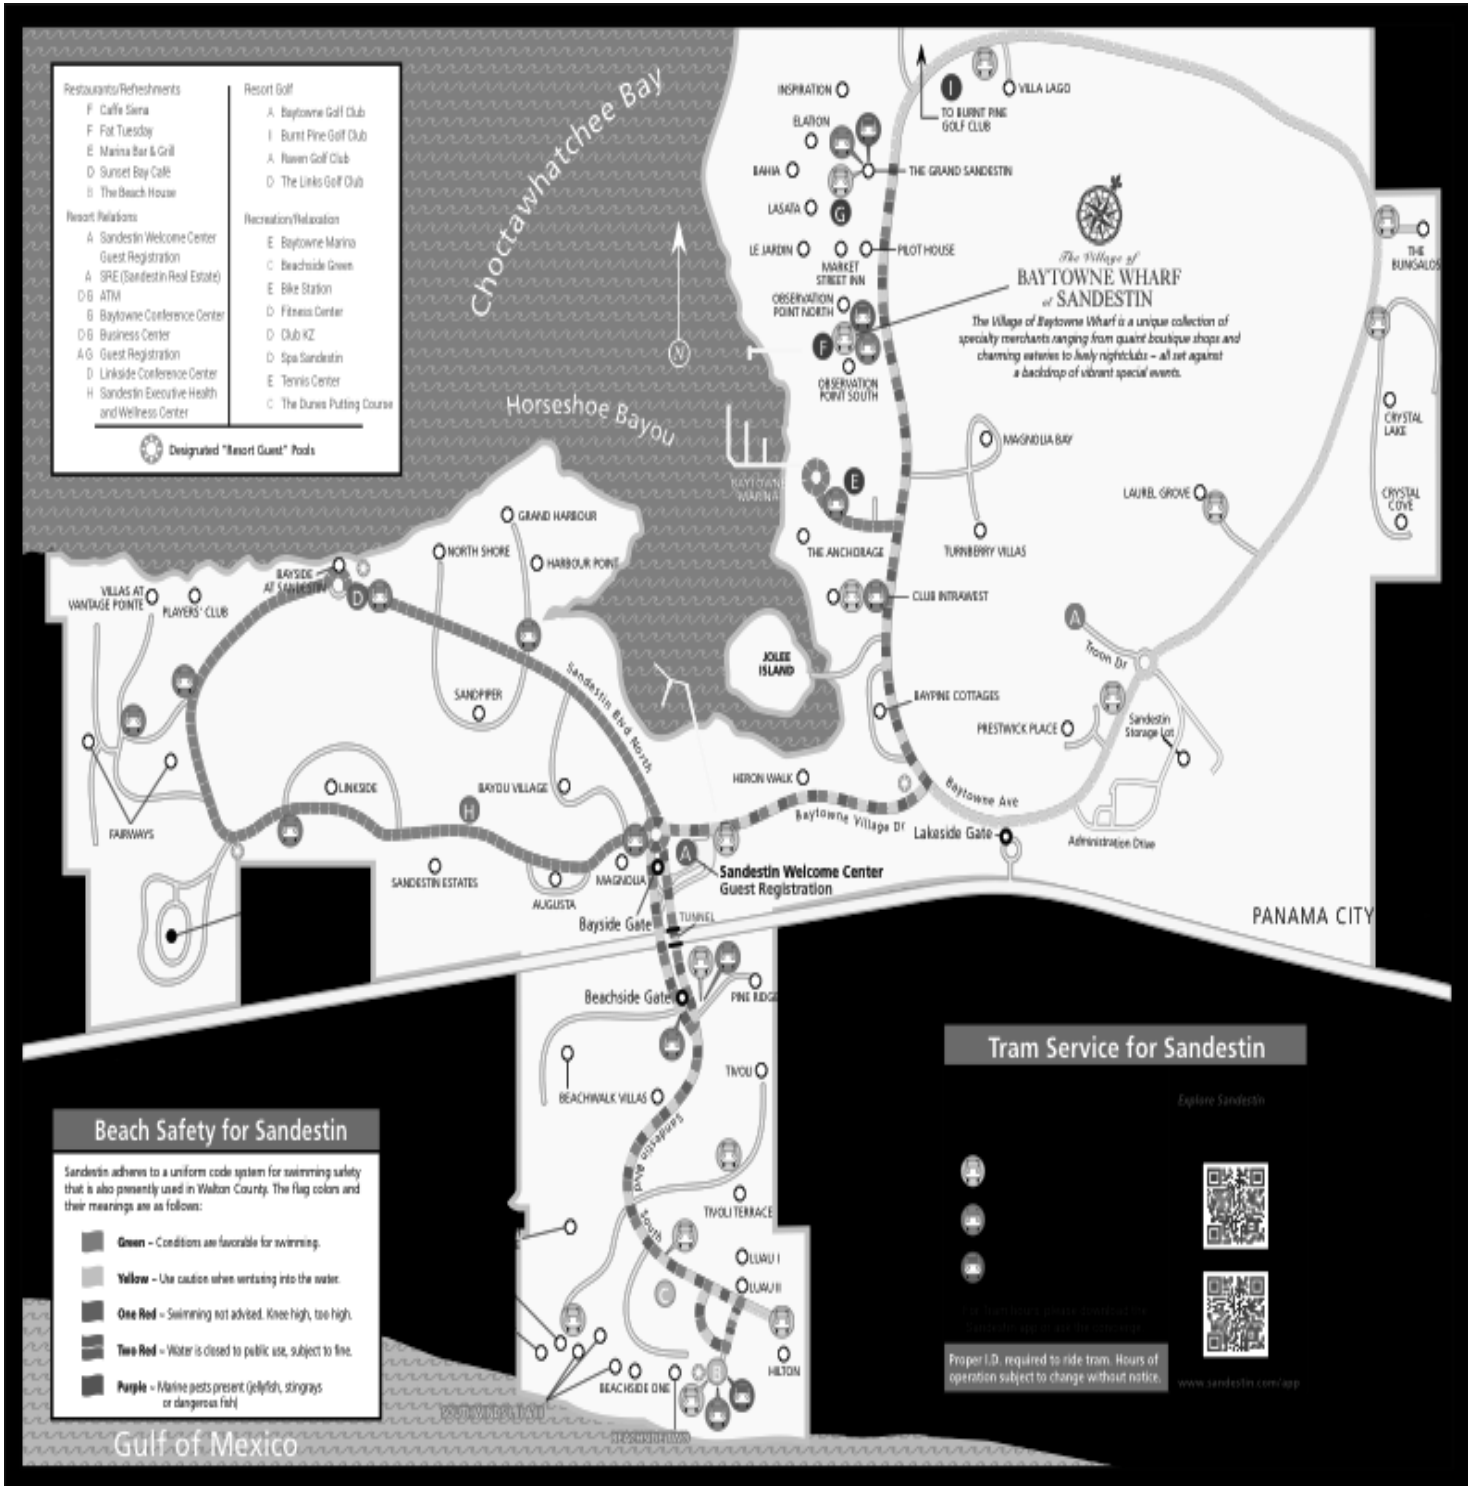 Restaurants/Refreshments
F Caffe Siena
F Fat Tuesday
E Marina Bar & Grill
D Sunset Bay Café
B The Beach House
Resort Relations
A Sandestin Welcome Center
Guest Registration
A SRE (Sandestin Real Estate)
D G ATM
G Baytowne Conference Center
D G Business Center
A G Guest Registration
D Linkside Conference Center
H Sandestin Executive Health
and Wellness Center
Resort Golf
A Baytowne Golf Club
I Burnt Pine Golf Club
A Raven Golf Club
D The Links Golf Club
Recreation/Relaxation
E Baytowne Marina
C Beachside Green
E Bike Station
D Fitness Center
D Club KZ
D Spa Sandestin
E Tennis Center
C The Dunes Putting Course
Designated "Resort Guest" Pools
Choctawhatchee Bay
N
Horseshoe Bayou
INSPIRATION
ELATION
BAHIA
THE GRAND SANDESTIN
LASATA
G
LE JARDIN
MARKET
STREET INN
PILOT HOUSE
OBSERVATION
POINT NORTH
F
OBSERVATION
POINT SOUTH
I
TO BURNT PINE
GOLF CLUB
VILLA LAGO
The Village of
BAYTOWNE WHARF
of SANDESTIN
The Village of Baytowne Wharf is a unique collection of
specialty merchants ranging from quaint boutique shops and
charming eateries to lively nightclubs – all set against
a backdrop of vibrant special events.
THE
BUNGALOS
CRYSTAL
LAKE
CRYSTAL
COVE
MAGNOLIA BAY
LAUREL GROVE
TURNBERRY VILLAS
BAYTOWNE
MARINA
E
THE ANCHORAGE
CLUB INTRAWEST
JOLEE
ISLAND
BAYPINE COTTAGES
A
Troon Dr
PRESTWICK PLACE
Sandestin
Storage Lot
HERON WALK
Baytowne Ave
Baytowne Village Dr
Lakeside Gate
Administration Drive
GRAND HARBOUR
NORTH SHORE
HARBOUR POINT
BAYSIDE
AT SANDESTIN
D
VILLAS AT
VANTAGE POINTE
PLAYERS' CLUB
SANDPIPER
Sandestin Blvd North
LINKSIDE
BAYOU VILLAGE
H
FAIRWAYS
SANDESTIN ESTATES
AUGUSTA
MAGNOLIA
A
Sandestin Welcome Center
Guest Registration
Bayside Gate
TUNNEL
PANAMA CITY
Beachside Gate
PINE RIDGE
BEACHWALK VILLAS
TIVOLI
Sandestin Blvd
South
TIVOLI TERRACE
LUAU I
LUAU II
C
HILTON
BEACHSIDE ONE
B
Beach Safety for Sandestin
Sandestin adheres to a uniform code system for swimming safety
that is also presently used in Walton County. The flag colors and
their meanings are as follows:
Green – Conditions are favorable for swimming.
Yellow – Use caution when venturing into the water.
One Red – Swimming not advised. Knee high, too high.
Two Red – Water is closed to public use, subject to fine.
Purple – Marine pests present (jellyfish, stingrays
or dangerous fish)
Gulf of Mexico
Tram Service for Sandestin
Explore Sandestin
Proper I.D. required to ride tram. Hours of
operation subject to change without notice.
www.sandestin.com/app